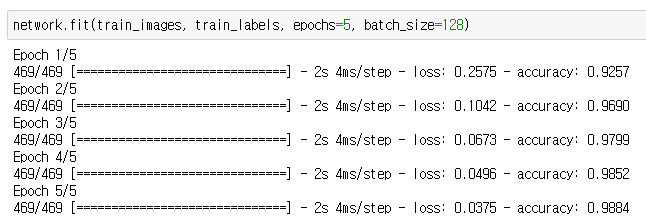 network.fit(train_images, train_labels, epochs=5, batch_size=128)
Epoch 1/5
469/469 [==============================] - 2s 4ms/step - loss: 0.2575 - accuracy: 0.9257
Epoch 2/5
469/469 [==============================] - 2s 4ms/step - loss: 0.1042 - accuracy: 0.9690
Epoch 3/5
469/469 [==============================] - 2s 4ms/step - loss: 0.0673 - accuracy: 0.9799
Epoch 4/5
469/469 [==============================] - 2s 4ms/step - loss: 0.0496 - accuracy: 0.9852
Epoch 5/5
469/469 [==============================] - 2s 4ms/step - loss: 0.0375 - accuracy: 0.9884